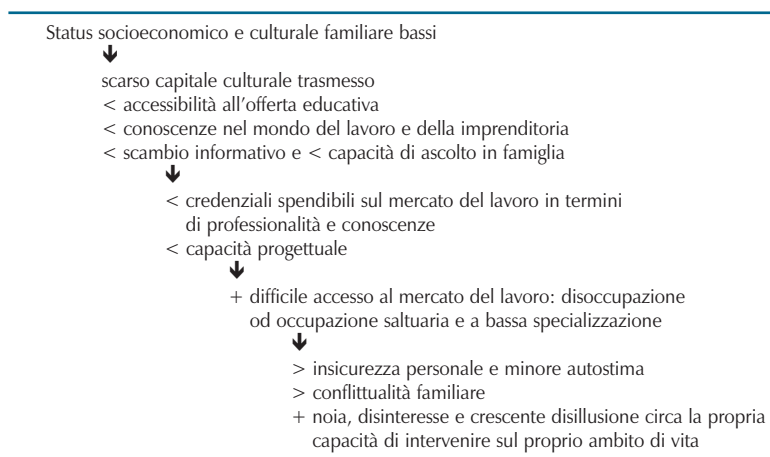 Status socioeconomico e culturale familiare bassi
scarso capitale culturale trasmesso
< accessibilità all'offerta educativa
< conoscenze nel mondo del lavoro e della imprenditoria
< scambio informativo e < capacità di ascolto in famiglia
< credenziali spendibili sul mercato del lavoro in termini
di professionalità e conoscenze
< capacità progettuale
+ difficile accesso al mercato del lavoro: disoccupazione
od occupazione saltuaria e a bassa specializzazione
> insicurezza personale e minore autostima
> conflittualità familiare
+ noia, disinteresse e crescente disillusione circa la propria
capacità di intervenire sul proprio ambito di vita